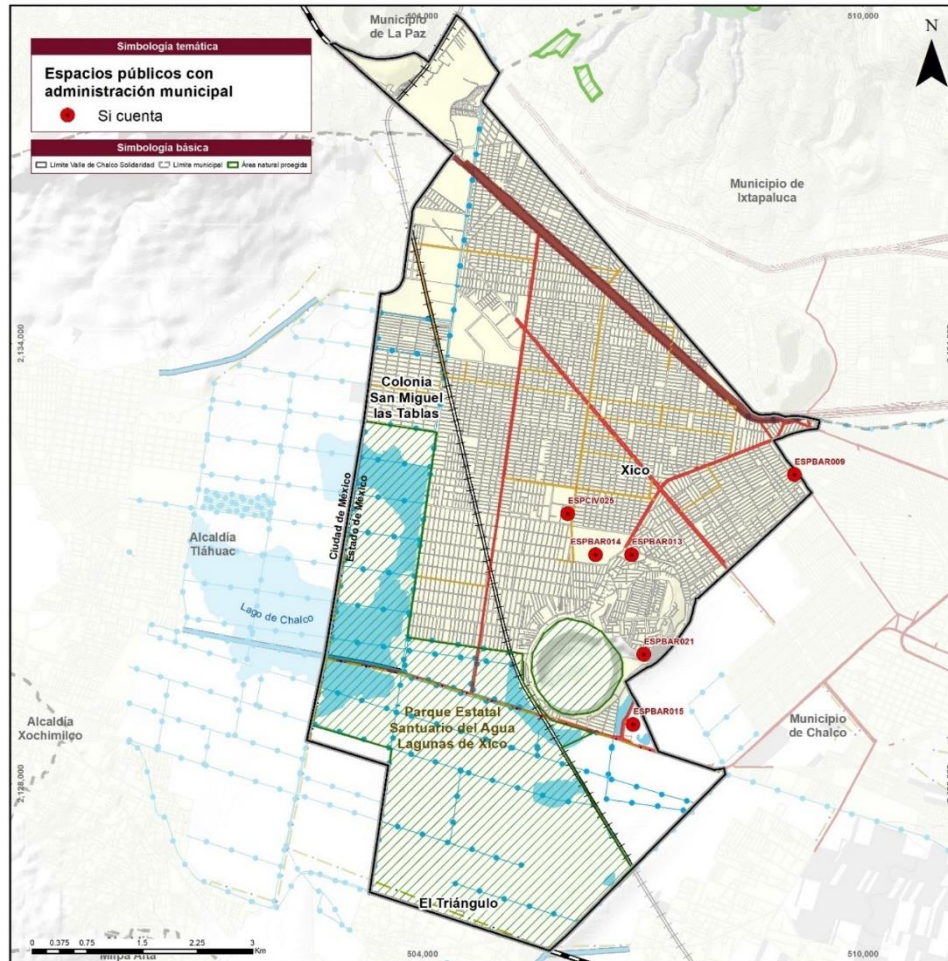 Simbología temática
Espacios públicos con
administración municipal
Si cuenta
Simbología básica
Límite Valle de Chalco Solidaridad
Límite municipal
Área natural protegida
504,000
510,000
N
Municipio
de La Paz
Municipio de
Ixtapaluca
2,134,000
Colonia
San Miguel
las Tablas
Xico
ESPBAR009
ESPCIV025
ESPBAR014
ESPBAR013
Ciudad de México
Estado de México
Alcaldía
Tláhuac
Lago de Chalco
ESPBAR021
ESPBAR015
Parque Estatal
Santuario del Agua
Lagunas de Xico
Alcaldía
Xochimilco
Municipio
de Chalco
2,138,000
El Triángulo
0 0.375 0.75 1.5 2.25 3
Km
Milpa Alta
504,000
510,000